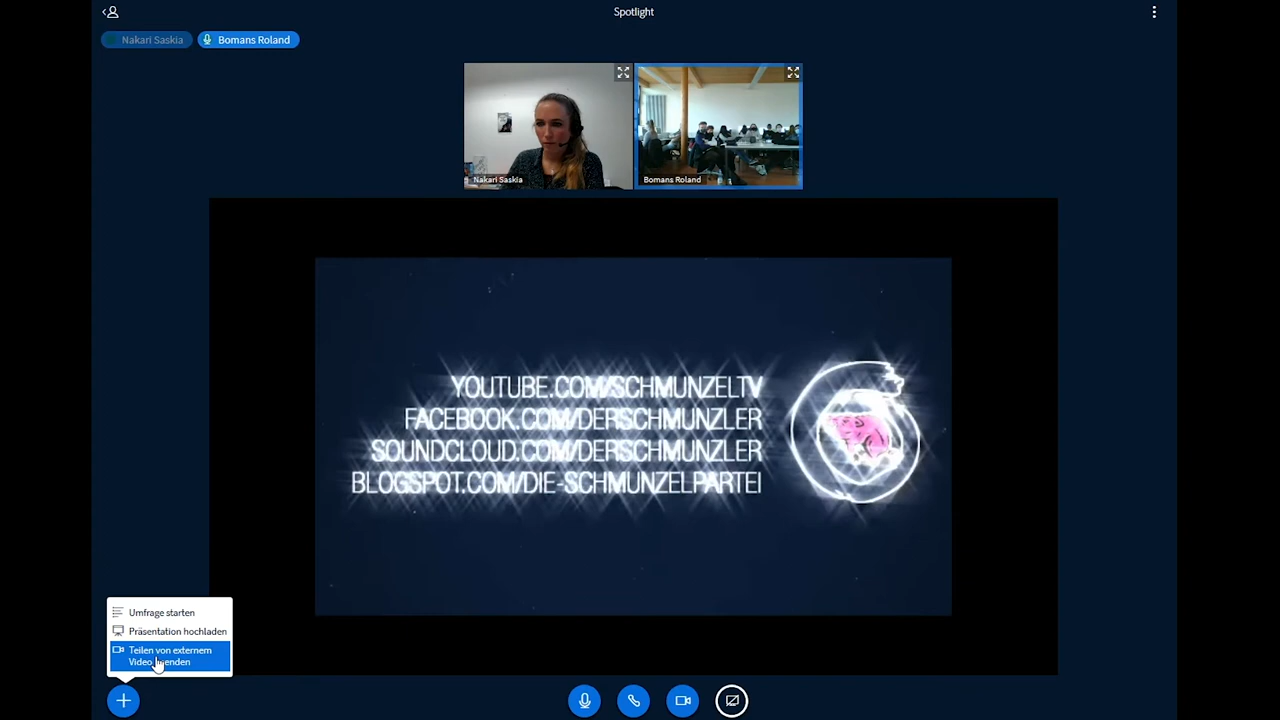 Spotlight
Nakari Saskia
Bomans Roland
Nakari Saskia
Bomans Roland
YOUTUBE.COM/SCHMUNZELTV
FACEBOOK.COM/DERSCHMUNZLER
SOUNDCLOUD.COM/DERSCHMUNZLER
BLOGSPOT.COM/DIE-SCHMUNZELPARTEI
Umfrage starten
Präsentation hochladen
Teilen von externem
Video beenden